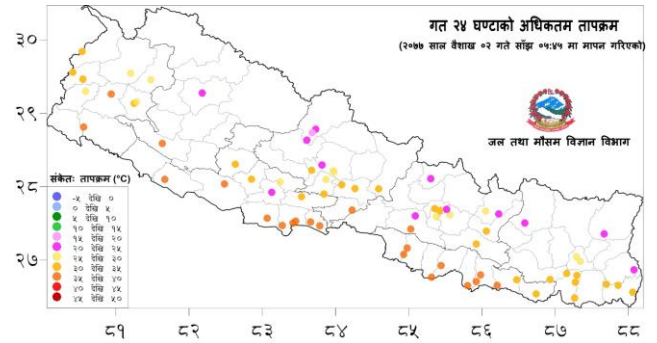 गत २४ घण्टाको अधिकतम तापक्रम
(२०७७ साल वैशाख ०२ गते साँझ ०५:४५ मा मापन गरिएको)
जल तथा मौसम विज्ञान विभाग
३०
२९
२८
२७
संकेतः तापक्रम (°C)
-५ देखि ०
० देखि ५
५ देखि १०
१० देखि १५
१५ देखि २०
२० देखि २५
२५ देखि ३०
३० देखि ३५
३५ देखि ४०
४० देखि ४५
४५ देखि ५०
८१ ८२ ८३ ८४ ८५ ८६ ८७ ८८